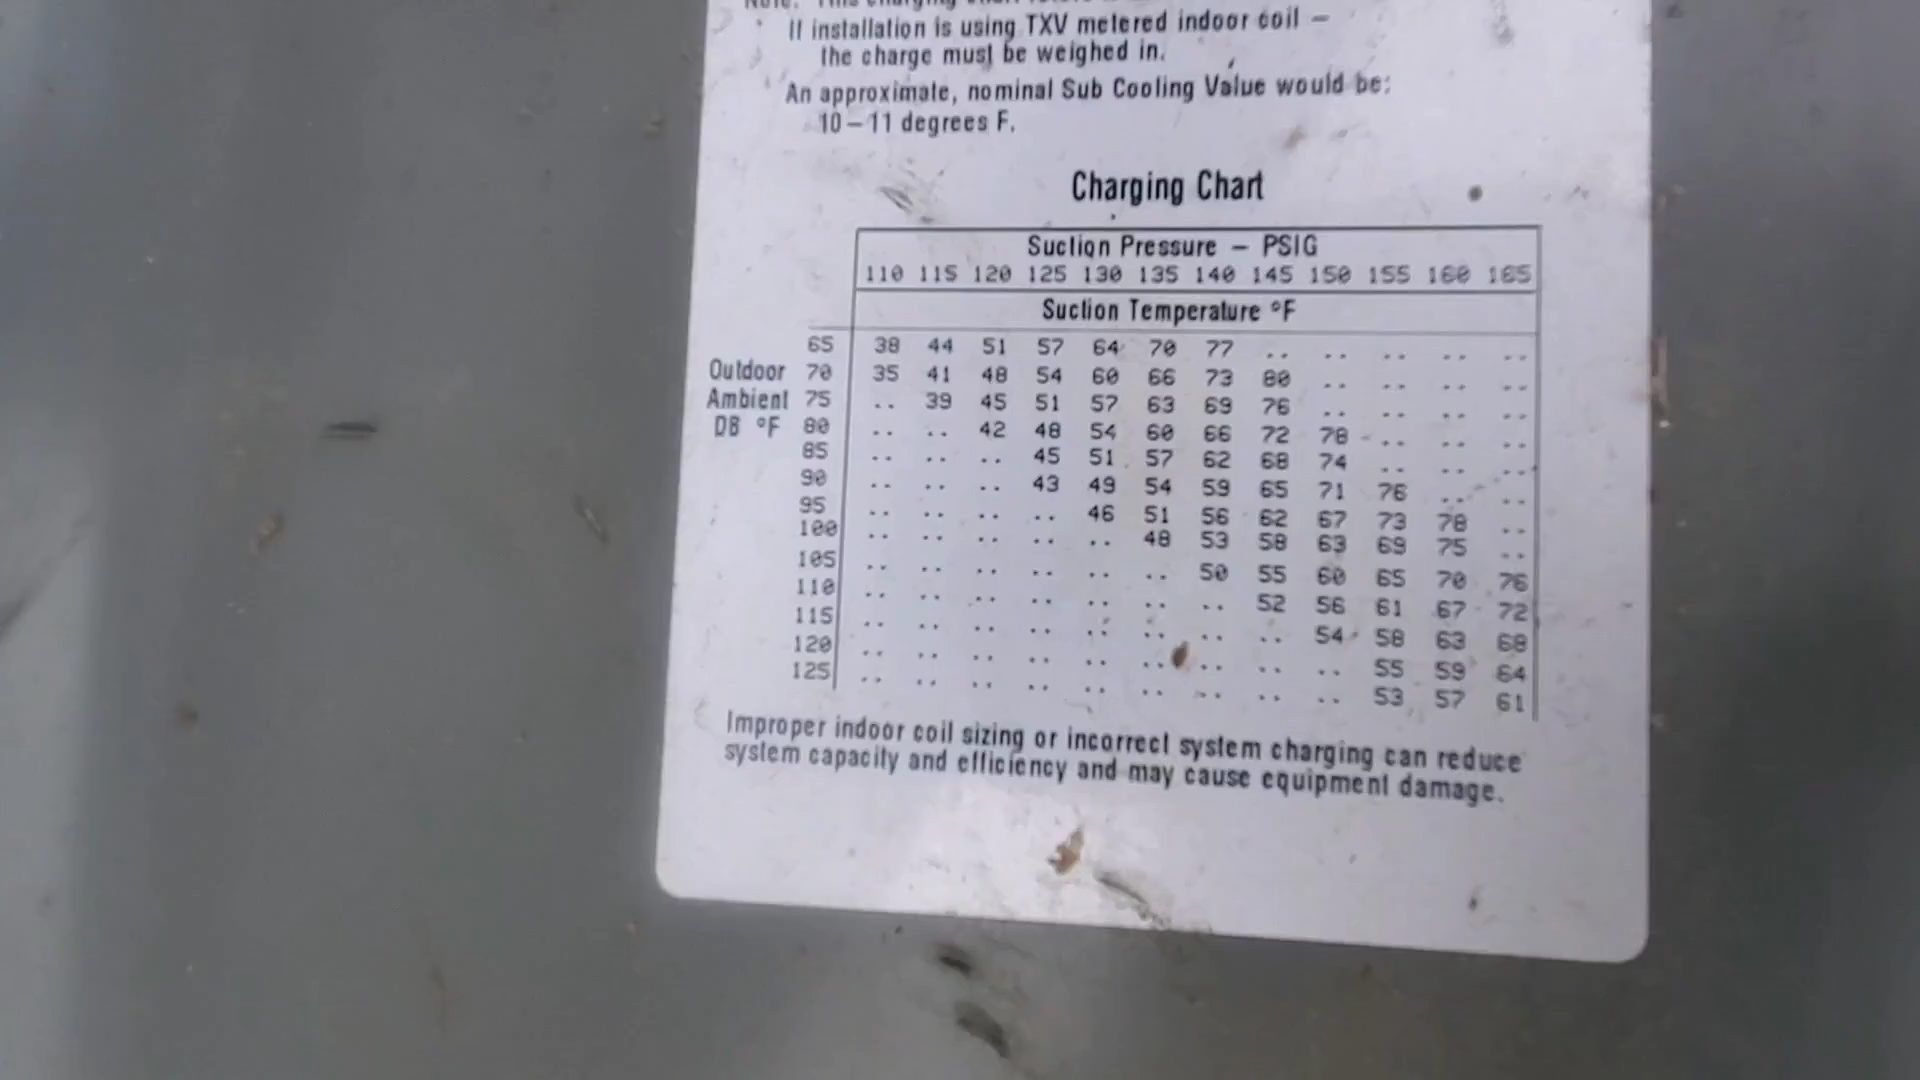 Note: This charging chart
If installation is using TXV metered indoor coil –
the charge must be weighed in.
An approximate, nominal Sub Cooling Value would be:
10–11 degrees F.
Charging Chart
Suction Pressure – PSIG
110 115 120 125 130 135 140 145 150 155 160 165
Suction Temperature °F
65 38 44 51 57 64 70 77 .. .. .. .. ..
Outdoor 70 35 41 48 54 60 66 73 80 .. .. .. ..
Ambient 75 .. 39 45 51 57 63 69 76 .. .. .. ..
DB °F 80 .. .. 42 48 54 60 66 72 78 .. .. ..
85 .. .. .. 45 51 57 62 68 74 .. .. ..
90 .. .. .. 43 49 54 59 65 71 76 .. ..
95 .. .. .. .. 46 51 56 62 67 73 78 ..
100 .. .. .. .. .. 48 53 58 63 69 75 ..
105 .. .. .. .. .. .. 50 55 60 65 70 76
110 .. .. .. .. .. .. .. 52 56 61 67 72
115 .. .. .. .. .. .. .. .. 54 58 63 68
120 .. .. .. .. .. .. .. .. .. 55 59 64
125 .. .. .. .. .. .. .. .. .. 53 57 61
Improper indoor coil sizing or incorrect system charging can reduce
system capacity and efficiency and may cause equipment damage.